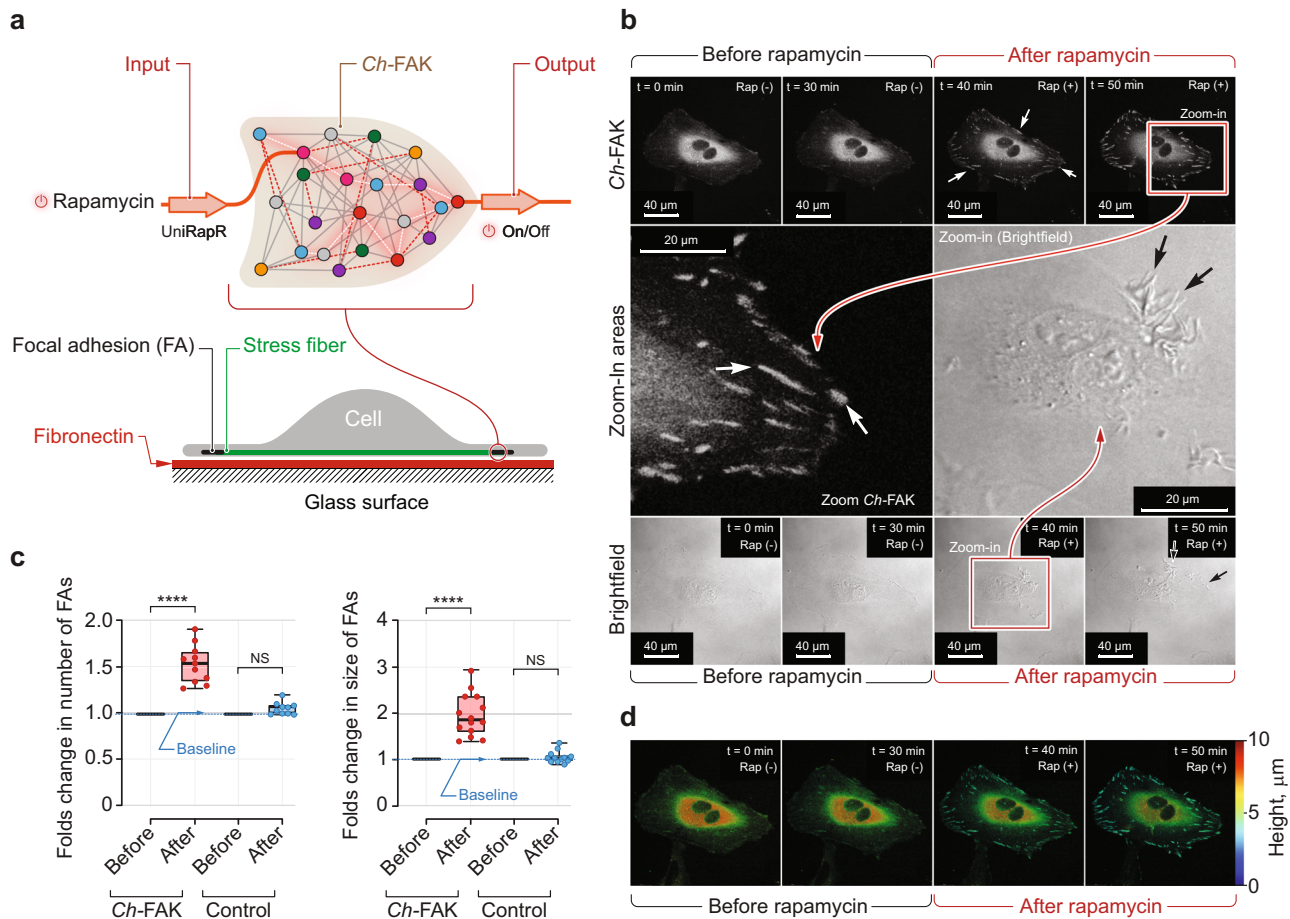 a
Input
Ch-FAK
Output
Rapamycin
UniRapR
On/Off
Focal adhesion (FA)
Stress fiber
Cell
Fibronectin
Glass surface
b
Before rapamycin
After rapamycin
Ch-FAK
t = 0 min
Rap (-)
t = 30 min
Rap (-)
t = 40 min
Rap (+)
t = 50 min
Rap (+)
Zoom-in
40 µm
40 µm
40 µm
40 µm
Zoom-In areas
20 µm
Zoom Ch-FAK
Zoom-in (Brightfield)
20 µm
Brightfield
t = 0 min
Rap (-)
t = 30 min
Rap (-)
t = 40 min
Rap (+)
Zoom-in
t = 50 min
Rap (+)
40 µm
40 µm
40 µm
40 µm
Before rapamycin
After rapamycin
c
Folds change in number of FAs
2.0
1.5
1.0
0.5
0
****
NS
Baseline
Before
After
Before
After
Ch-FAK
Control
Folds change in size of FAs
4
3
2
1
0
****
NS
Baseline
Before
After
Before
After
Ch-FAK
Control
d
t = 0 min
Rap (-)
t = 30 min
Rap (-)
t = 40 min
Rap (+)
t = 50 min
Rap (+)
10
5
0
Height, µm
Before rapamycin
After rapamycin